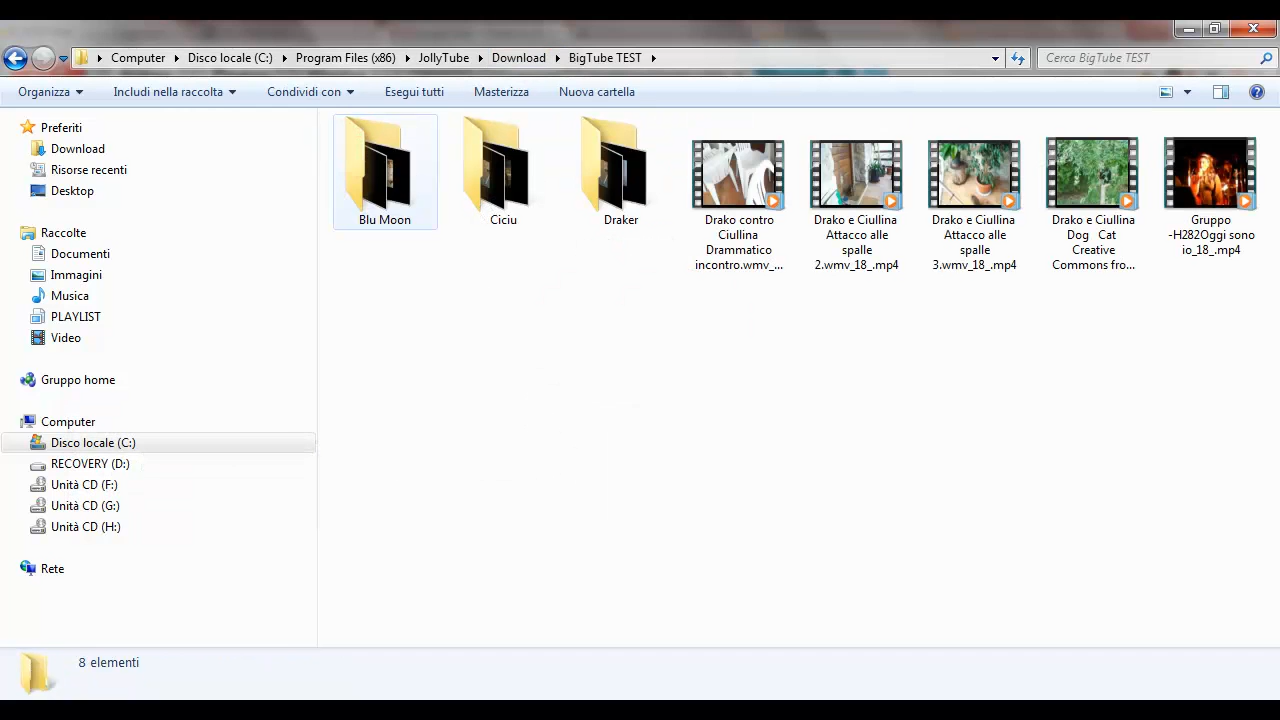 Computer Disco locale (C:) Program Files (x86) JollyTube Download BigTube TEST
Cerca BigTube TEST
Organizza Includi nella raccolta Condividi con Esegui tutti Masterizza Nuova cartella
Preferiti
Download
Risorse recenti
Desktop
Raccolte
Documenti
Immagini
Musica
PLAYLIST
Video
Gruppo home
Computer
Disco locale (C:)
RECOVERY (D:)
Unità CD (F:)
Unità CD (G:)
Unità CD (H:)
Rete
Blu Moon
Ciciu
Draker
Drako contro
Ciullina
Drammatico
incontro.wmv_...
Drako e Ciullina
Attacco alle
spalle
2.wmv_18_.mp4
Drako e Ciullina
Attacco alle
spalle
3.wmv_18_.mp4
Drako e Ciullina
Dog Cat
Creative
Commons fro...
Gruppo
-H282Oggi sono
io_18_.mp4
8 elementi